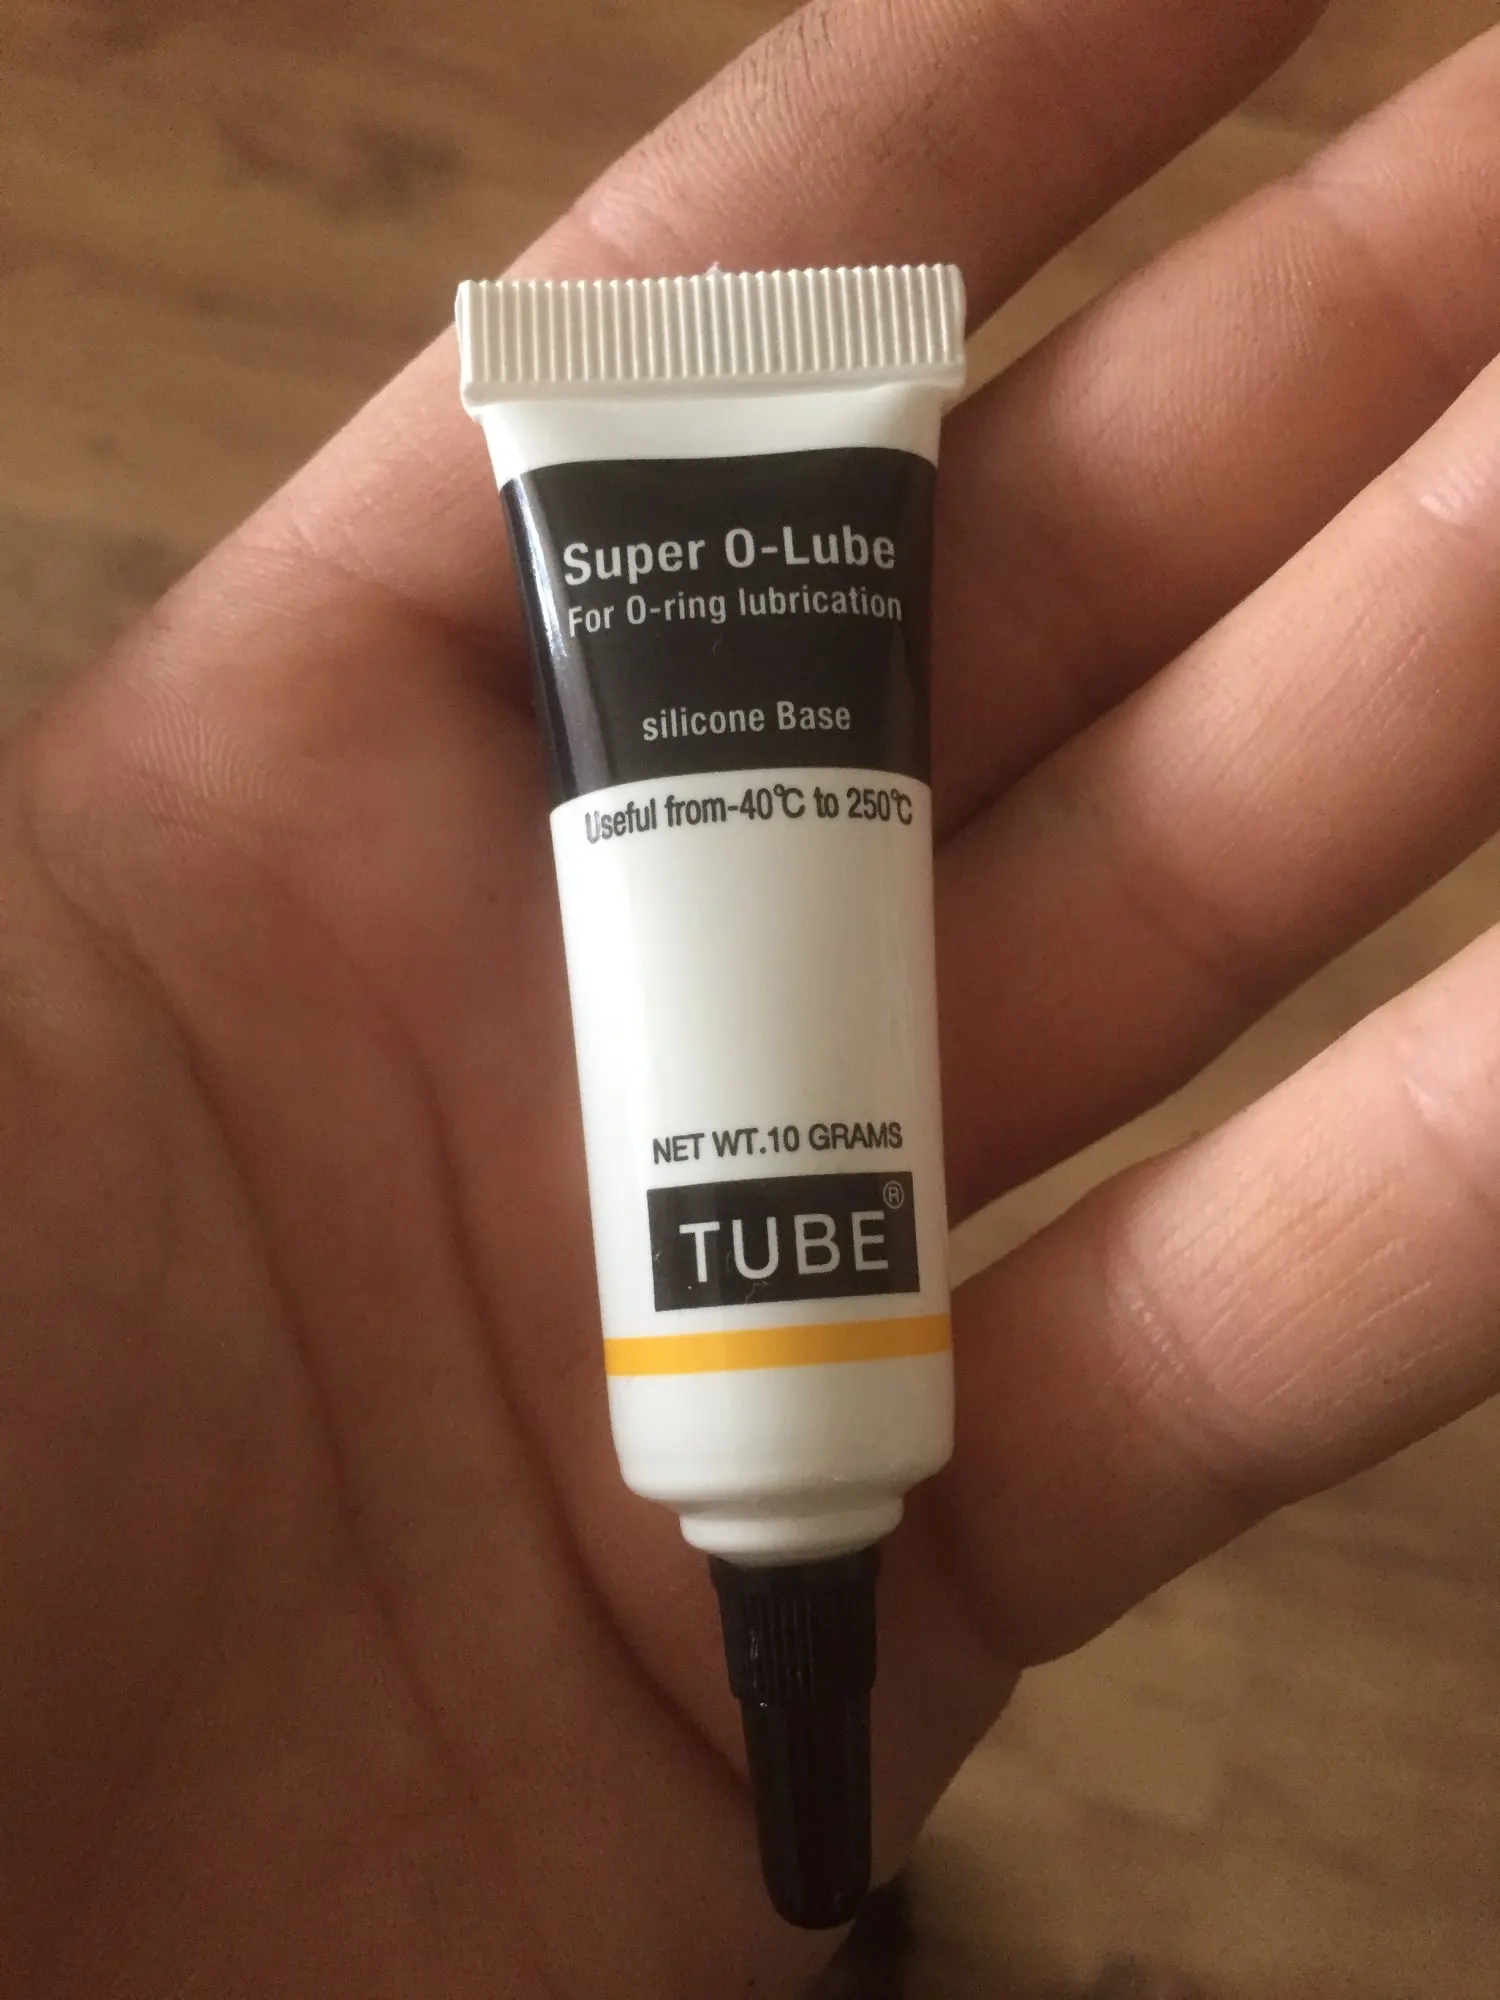 Super O-Lube
For O-ring lubrication
silicone Base
Useful from-40℃ to 250℃
NET WT.10 GRAMS
TUBE®